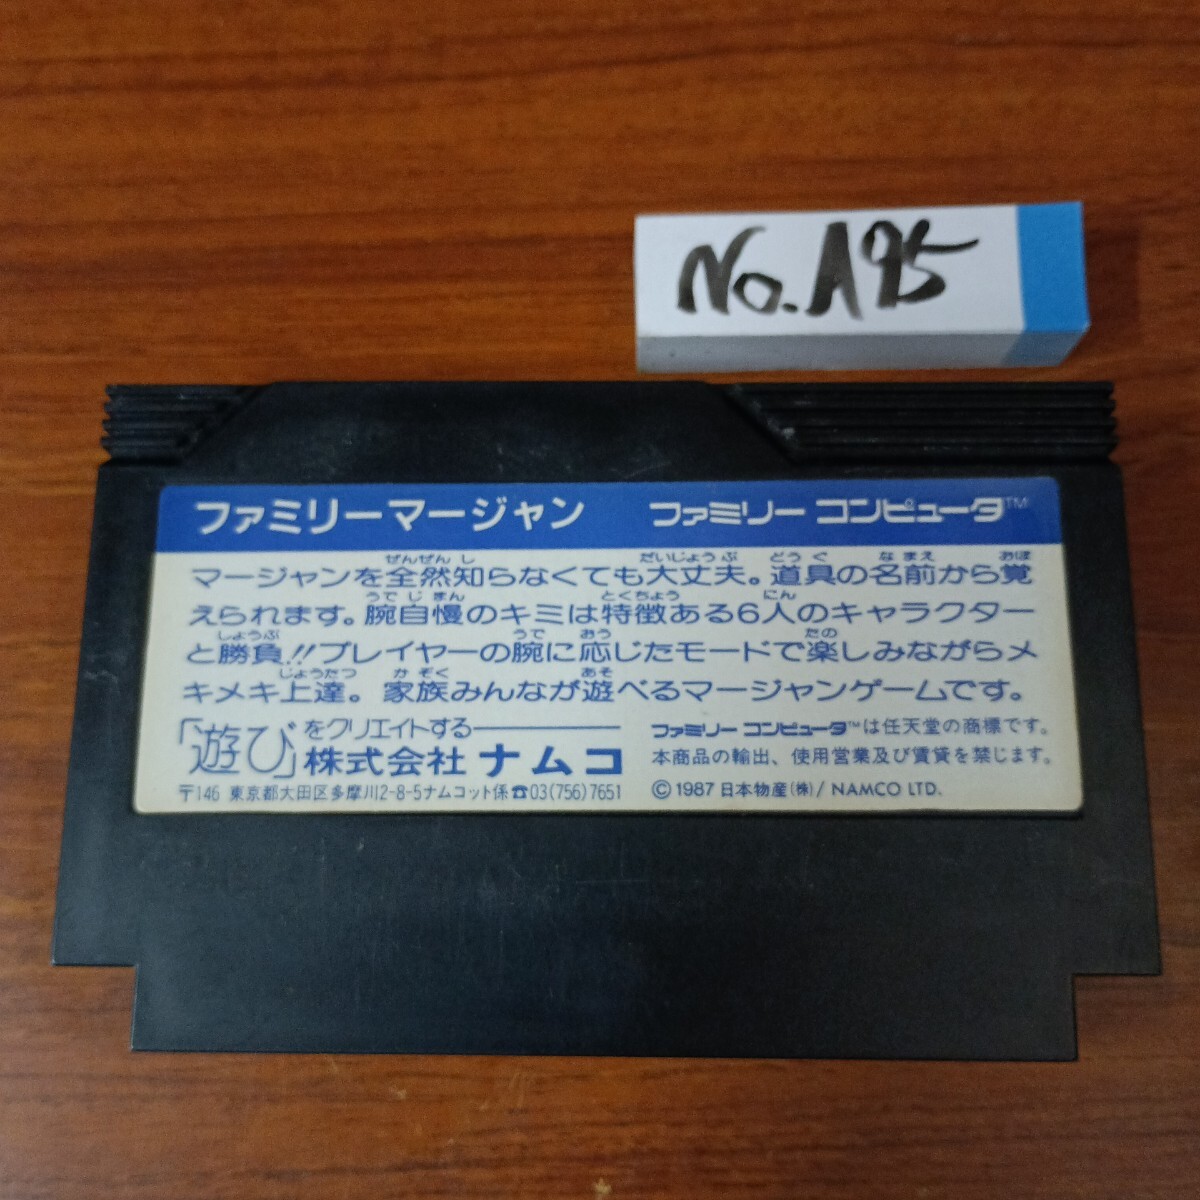 No. A95
ファミリーマージャン ファミリー コンピュータ™
ぜんぜん し だいじょうぶ どうぐ なまえ おぼ
マージャンを全然知らなくても大丈夫。道具の名前から覚
うで じまん とくちょう にん
えられます。腕自慢のキミは特徴ある6人のキャラクター
しょうぶ うで おう たの
と勝負!!プレイヤーの腕に応じたモードで楽しみながらメ
じょうたつ かぞく あそ
キメキ上達。家族みんなが遊べるマージャンゲームです。
「遊び」をクリエイトする
株式会社 ナムコ
〒146 東京都大田区多摩川2-8-5ナムコット係☎03(756)7651
ファミリー コンピュータ™は任天堂の商標です。
本商品の輸出、使用営業及び賃貸を禁じます。
©1987 日本物産(株)/ NAMCO LTD.